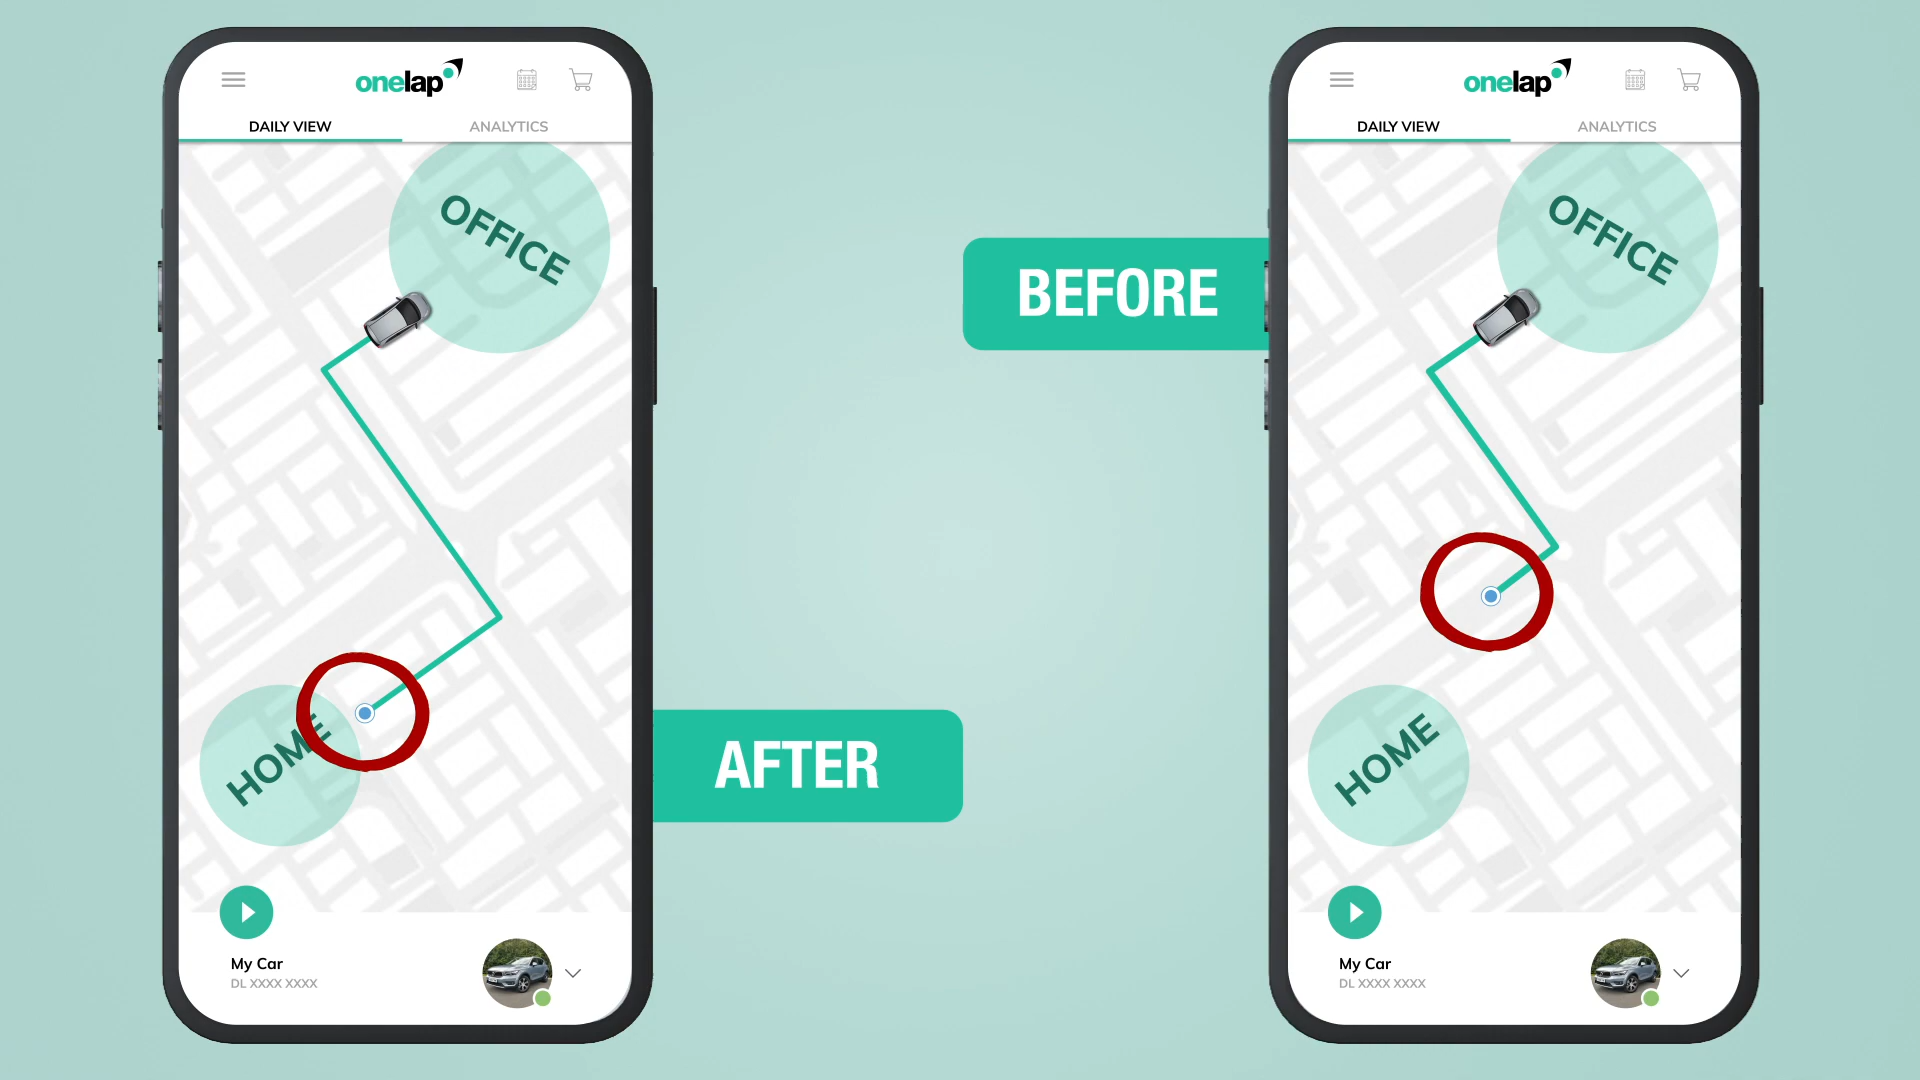 onelap
DAILY VIEW
ANALYTICS
OFFICE
HOME
My Car
DL XXXX XXXX
AFTER
BEFORE
onelap
DAILY VIEW
ANALYTICS
OFFICE
HOME
My Car
DL XXXX XXXX